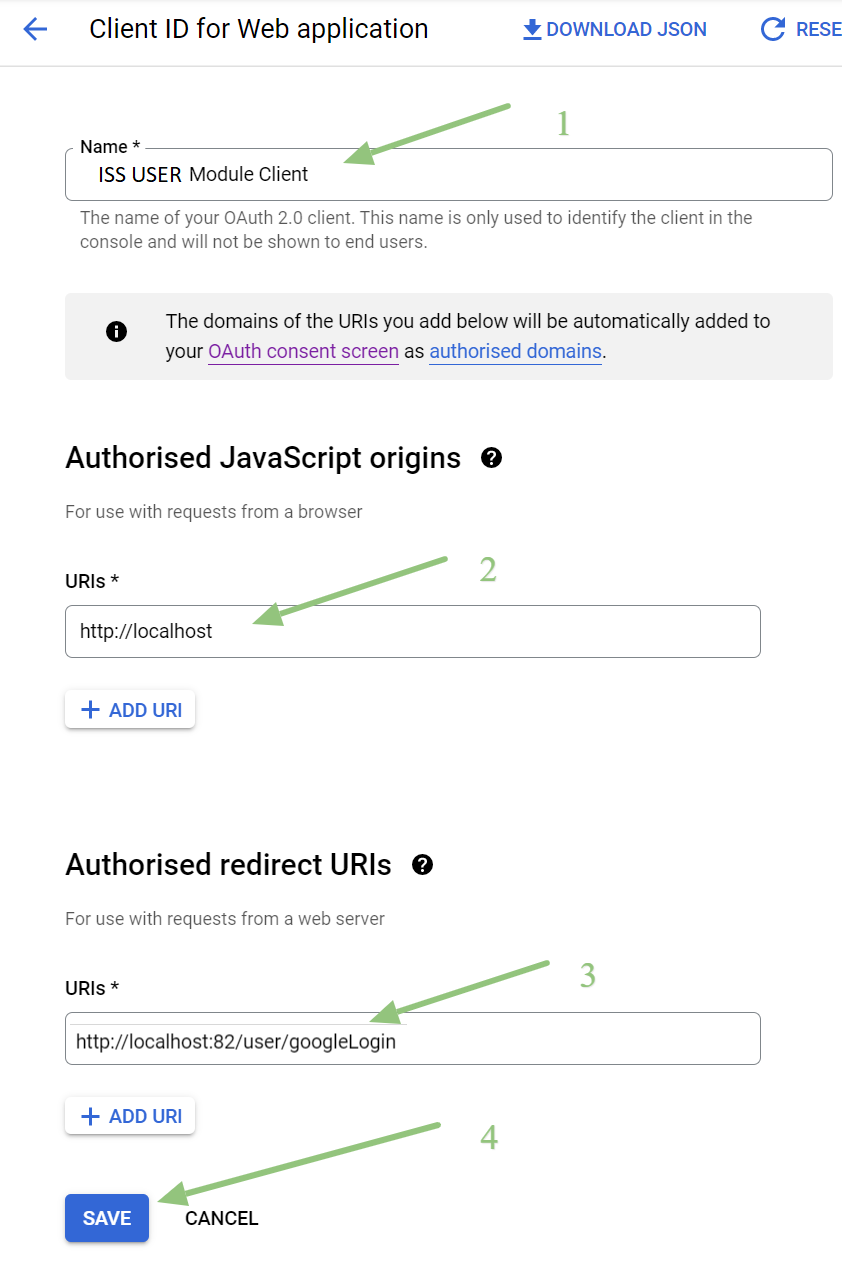 Client ID for Web application DOWNLOAD JSON RESE
1
Name *
ISS USER Module Client
The name of your OAuth 2.0 client. This name is only used to identify the client in the
console and will not be shown to end users.
The domains of the URIs you add below will be automatically added to
your OAuth consent screen as authorised domains.
Authorised JavaScript origins
For use with requests from a browser
2
URIs *
http://localhost
+ ADD URI
Authorised redirect URIs
For use with requests from a web server
3
URIs *
http://localhost:82/user/googleLogin
+ ADD URI
4
SAVE CANCEL